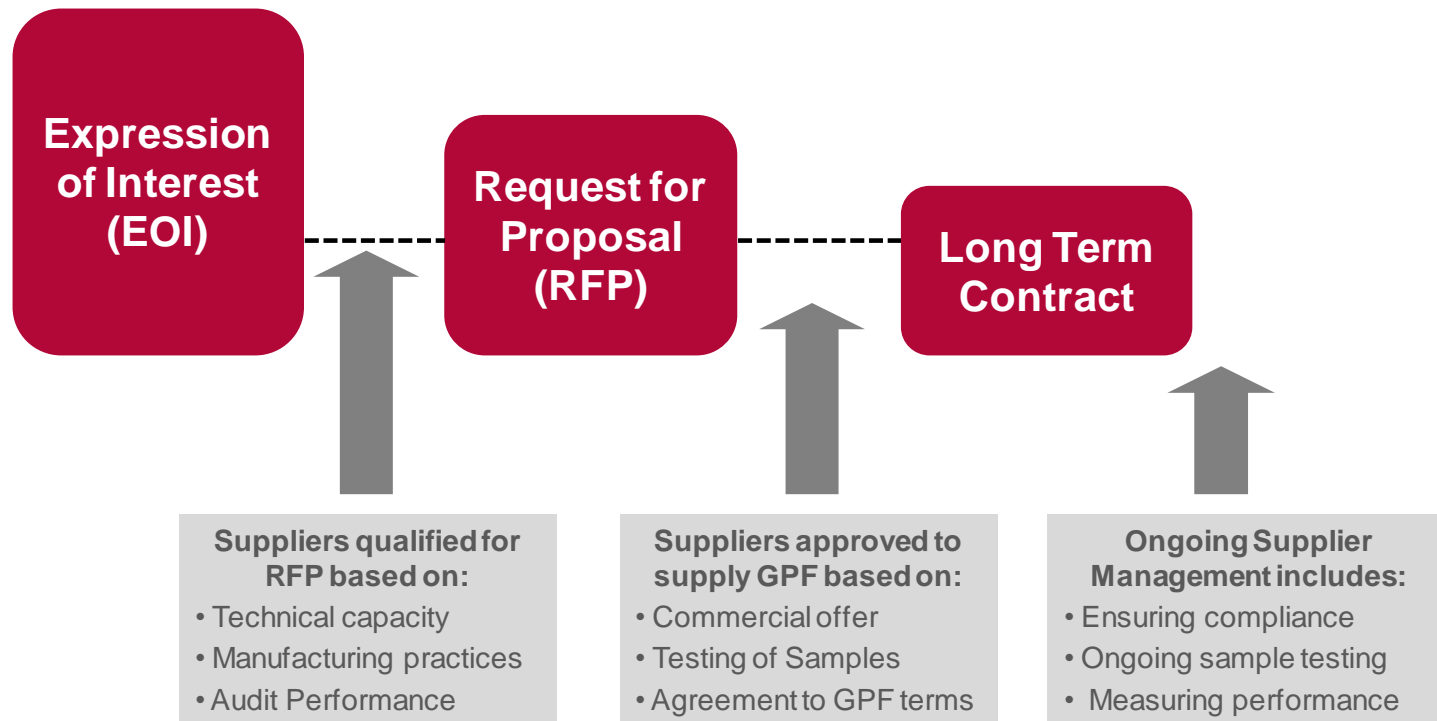 Expression
of Interest
(EOI)
Request for
Proposal
(RFP)
Long Term
Contract
Suppliers qualified for
RFP based on:
• Technical capacity
• Manufacturing practices
• Audit Performance
Suppliers approved to
supply GPF based on:
• Commercial offer
• Testing of Samples
• Agreement to GPF terms
Ongoing Supplier
Management includes:
• Ensuring compliance
• Ongoing sample testing
• Measuring performance